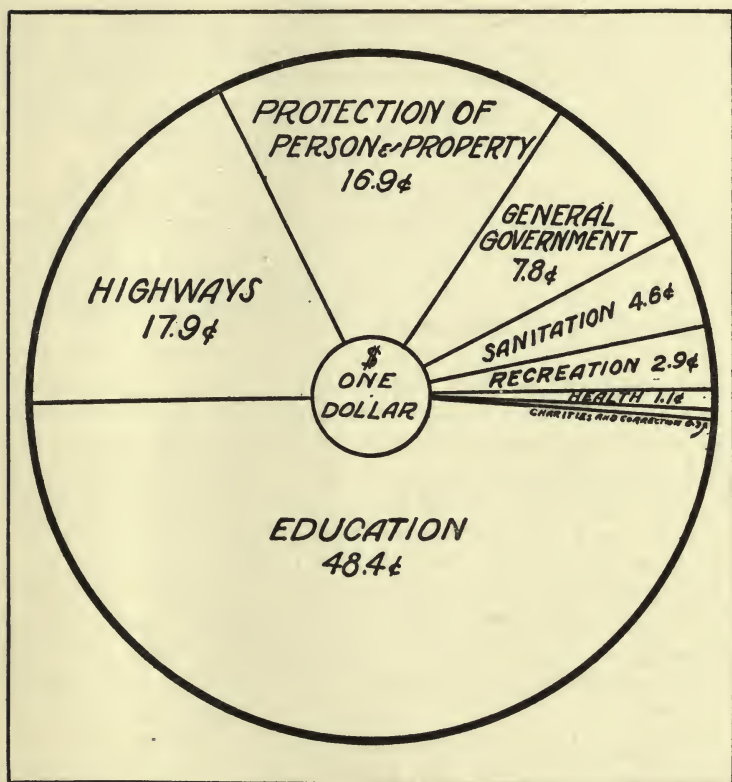 PROTECTION OF
PERSON & PROPERTY
16.9¢
GENERAL
GOVERNMENT
7.8¢
SANITATION 4.6¢
RECREATION 2.9¢
HEALTH 1.1¢
CHARITIES AND CORRECTION
HIGHWAYS
17.9¢
$
ONE
DOLLAR
EDUCATION
48.4¢